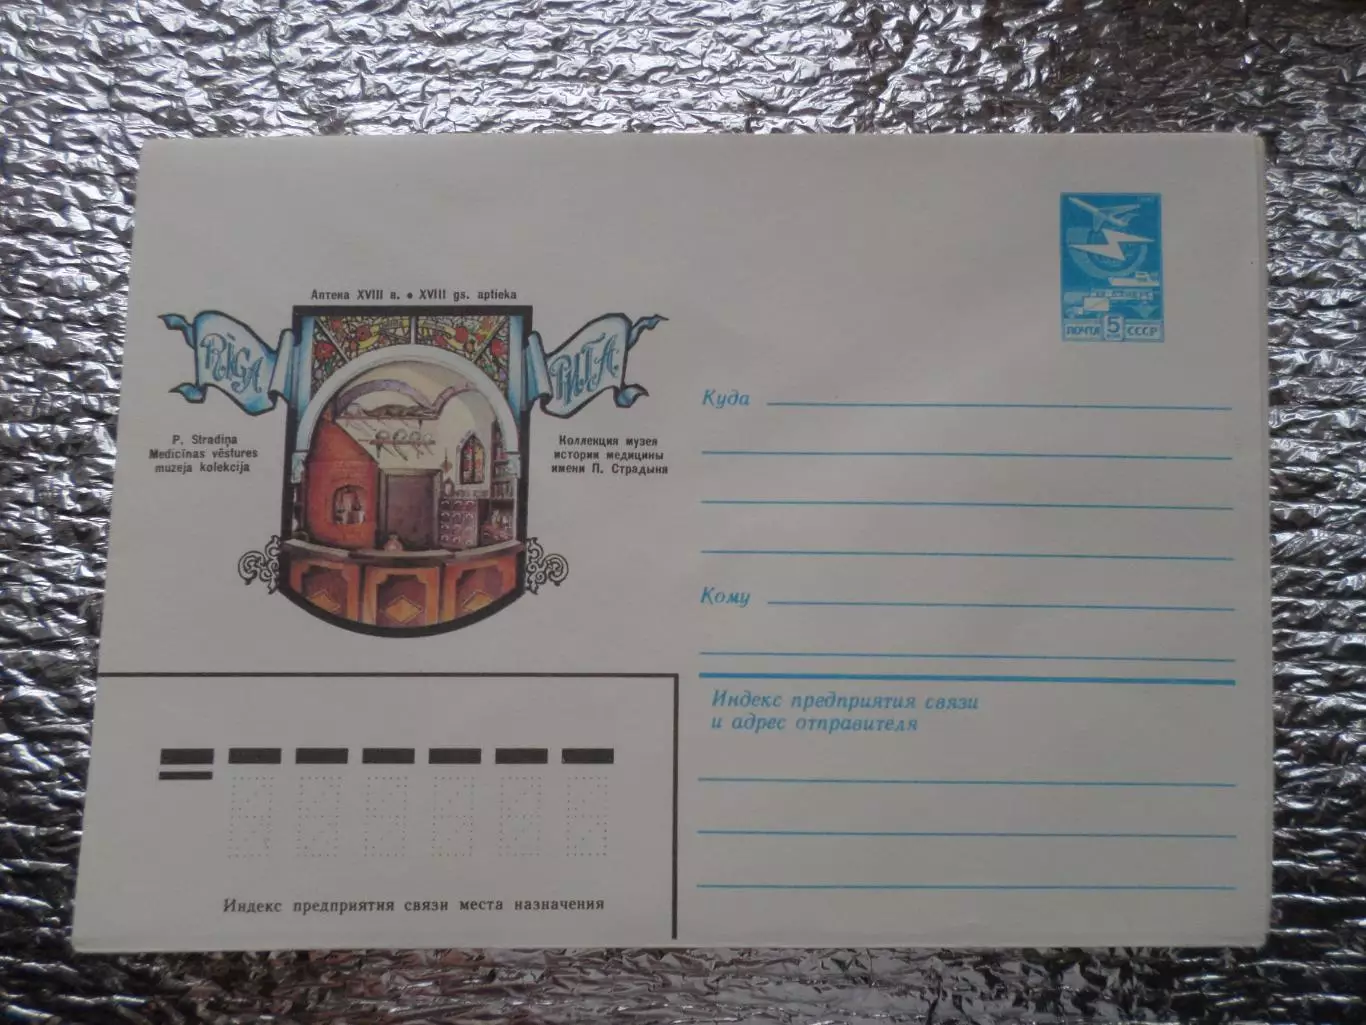 Аптека XVIII в. • XVIII gs. aptieka
RĪGA
РИГА
P. Stradiņa
Medicīnas vēstures
muzeja kolekcija
Коллекция музея
истории медицины
имени П. Страдыня
ПОЧТА 5 СССР
Куда
Кому
Индекс предприятия связи
и адрес отправителя
Индекс предприятия связи места назначения